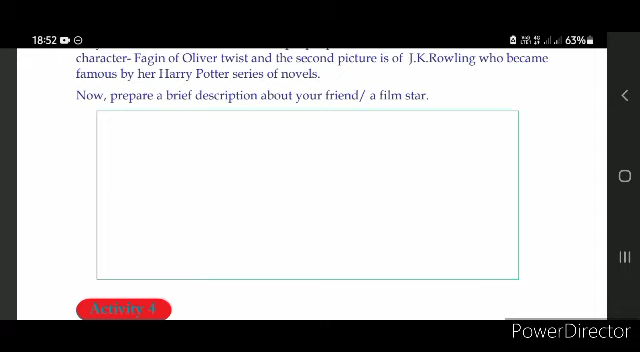 18:52 63%
character- Fagin of Oliver twist and the second picture is of J.K.Rowling who became
famous by her Harry Potter series of novels.
Now, prepare a brief description about your friend/ a film star.
Activity 4
PowerDirector